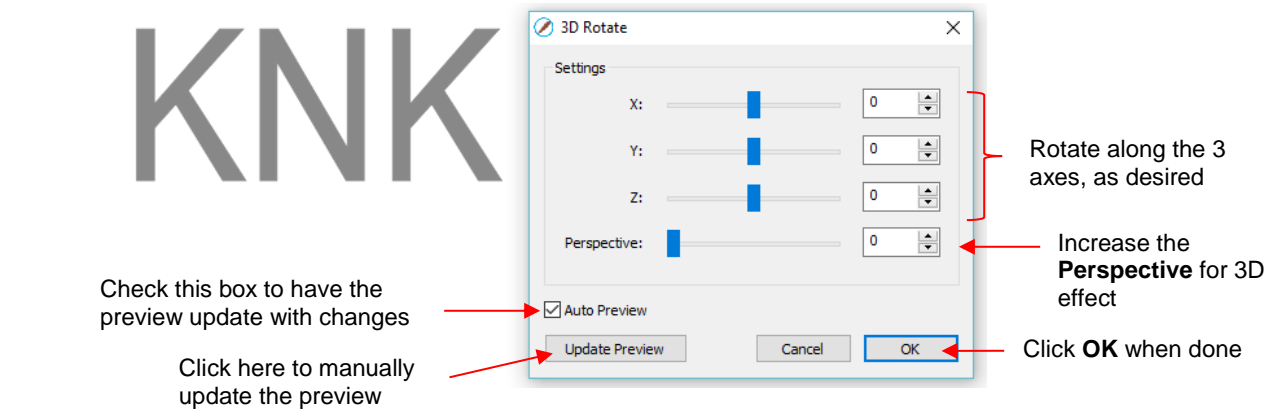 KNK
3D Rotate
Settings
X: 0
Y: 0
Z: 0
Perspective: 0
Rotate along the 3
axes, as desired
Increase the
Perspective for 3D
effect
Check this box to have the
preview update with changes
Auto Preview
Update Preview Cancel OK
Click OK when done
Click here to manually
update the preview